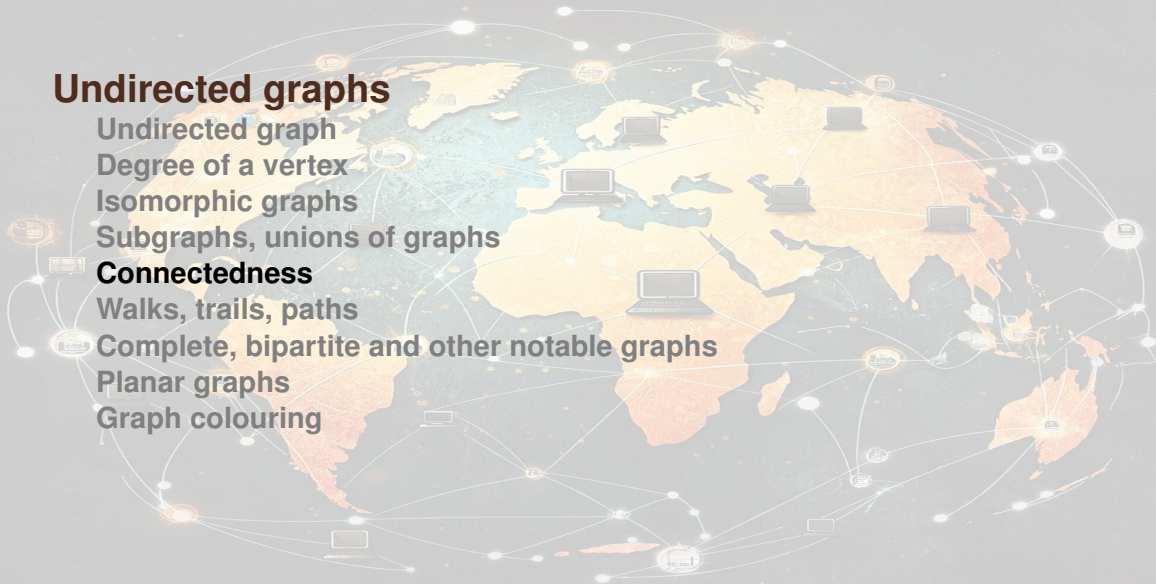 Undirected graphs
Undirected graph
Degree of a vertex
Isomorphic graphs
Subgraphs, unions of graphs
Connectedness
Walks, trails, paths
Complete, bipartite and other notable graphs
Planar graphs
Graph colouring